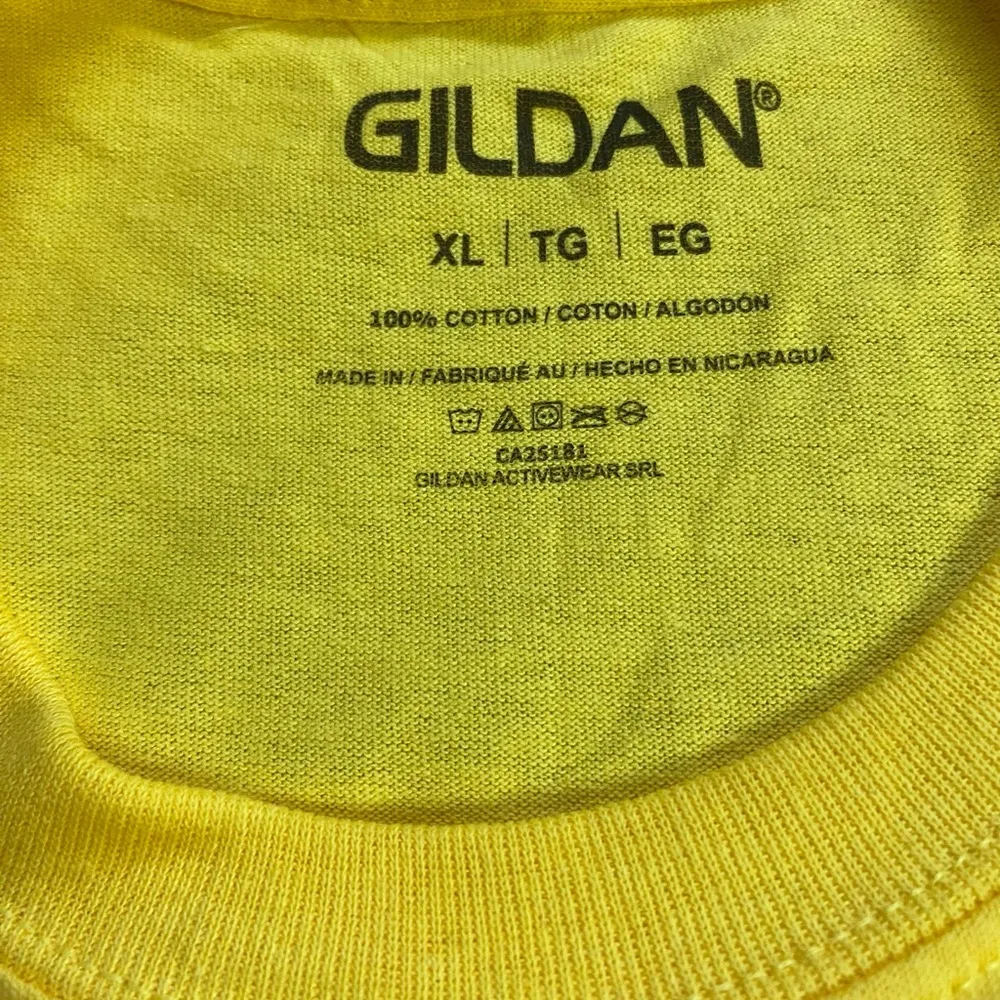 GILDAN®
XL | TG | EG
100% COTTON / COTON / ALGODÓN
MADE IN / FABRIQUÉ AU / HECHO EN NICARAGUA
CA25181
GILDAN ACTIVEWEAR SRL